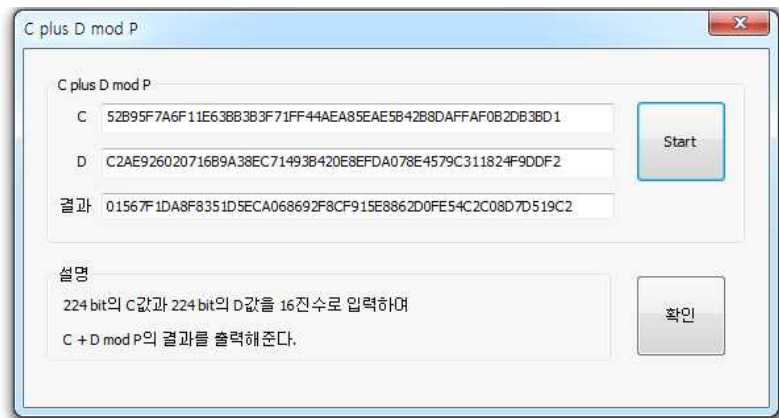 C plus D mod P
C plus D mod P
C 52B95F7A6F11E63BB3B3F71FF44AEA85EAE5B42B8DAFFAF0B2DB3BD1
Start
D C2AE926020716B9A38EC71493B420E8EFDA078E4579C311824F9DDF2
결과 01567F1DA8F8351D5ECA068692F8CF915E8862D0FE54C2C08D7D519C2
설명
224 bit의 C값과 224 bit의 D값을 16진수로 입력하며
C + D mod P의 결과를 출력해준다.
확인